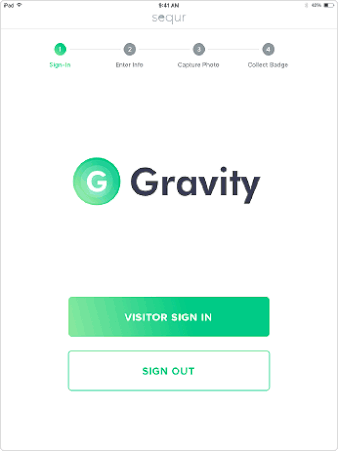 iPad 9:41 AM 42%
sequr
1 2 3 4
Sign-In Enter Info Capture Photo Collect Badge
G Gravity
VISITOR SIGN IN
SIGN OUT